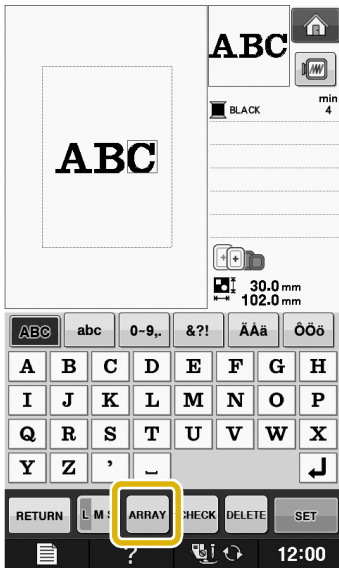 ABC
min
BLACK 4
ABC
30.0 mm
102.0 mm
ABC abc 0~9,. &?! ÄÅä ÔÖö
A B C D E F G H
I J K L M N O P
Q R S T U V W X
Y Z ’ _
RETURN L M S ARRAY CHECK DELETE SET
? 12:00